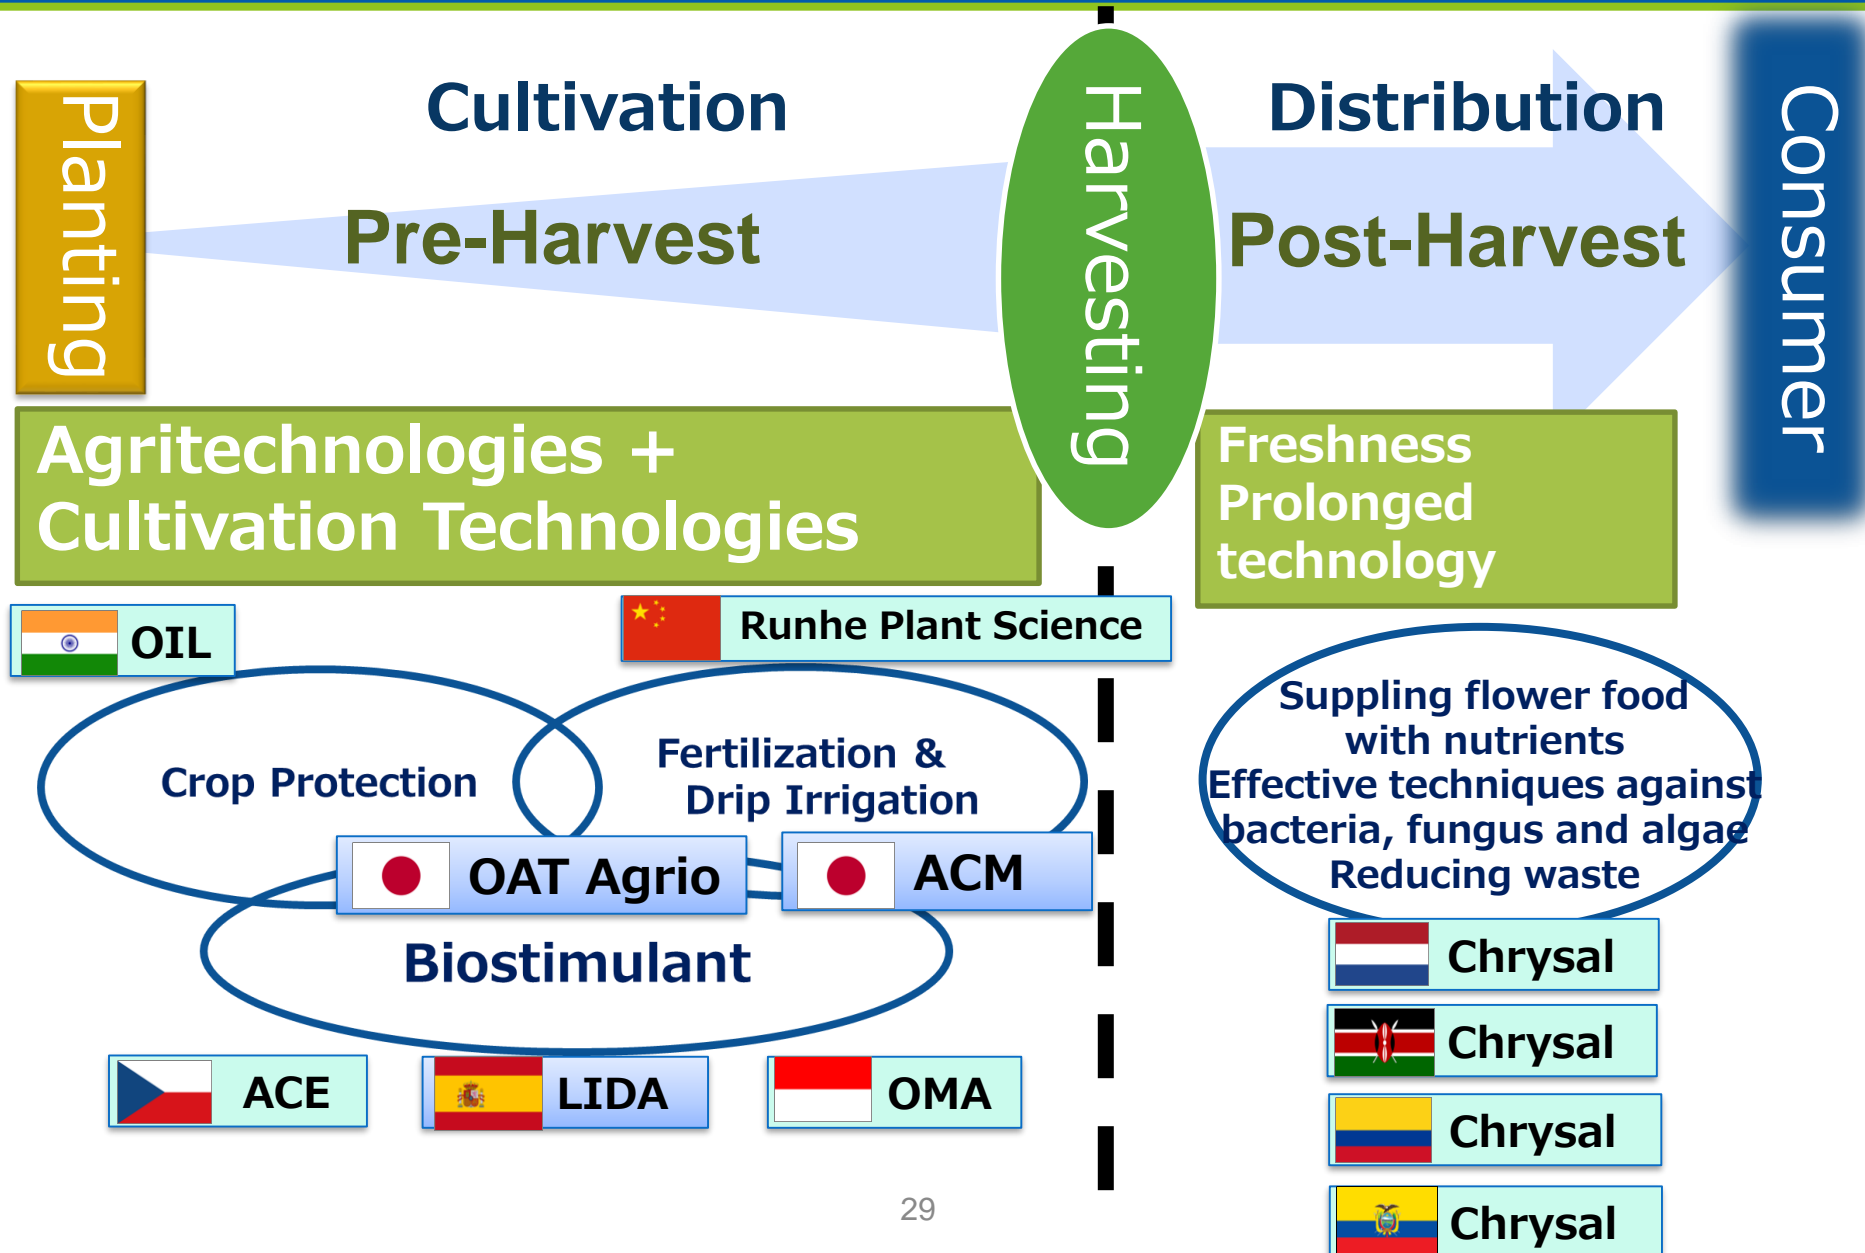 Planting
Cultivation
Pre-Harvest
Harvesting
Distribution
Post-Harvest
Consumer
Agritechnologies +
Cultivation Technologies
Freshness
Prolonged
technology
OIL
Runhe Plant Science
Crop Protection
Fertilization &
Drip Irrigation
OAT Agrio
ACM
Biostimulant
ACE
LIDA
OMA
Suppling flower food
with nutrients
Effective techniques against
bacteria, fungus and algae
Reducing waste
Chrysal
Chrysal
Chrysal
Chrysal
29